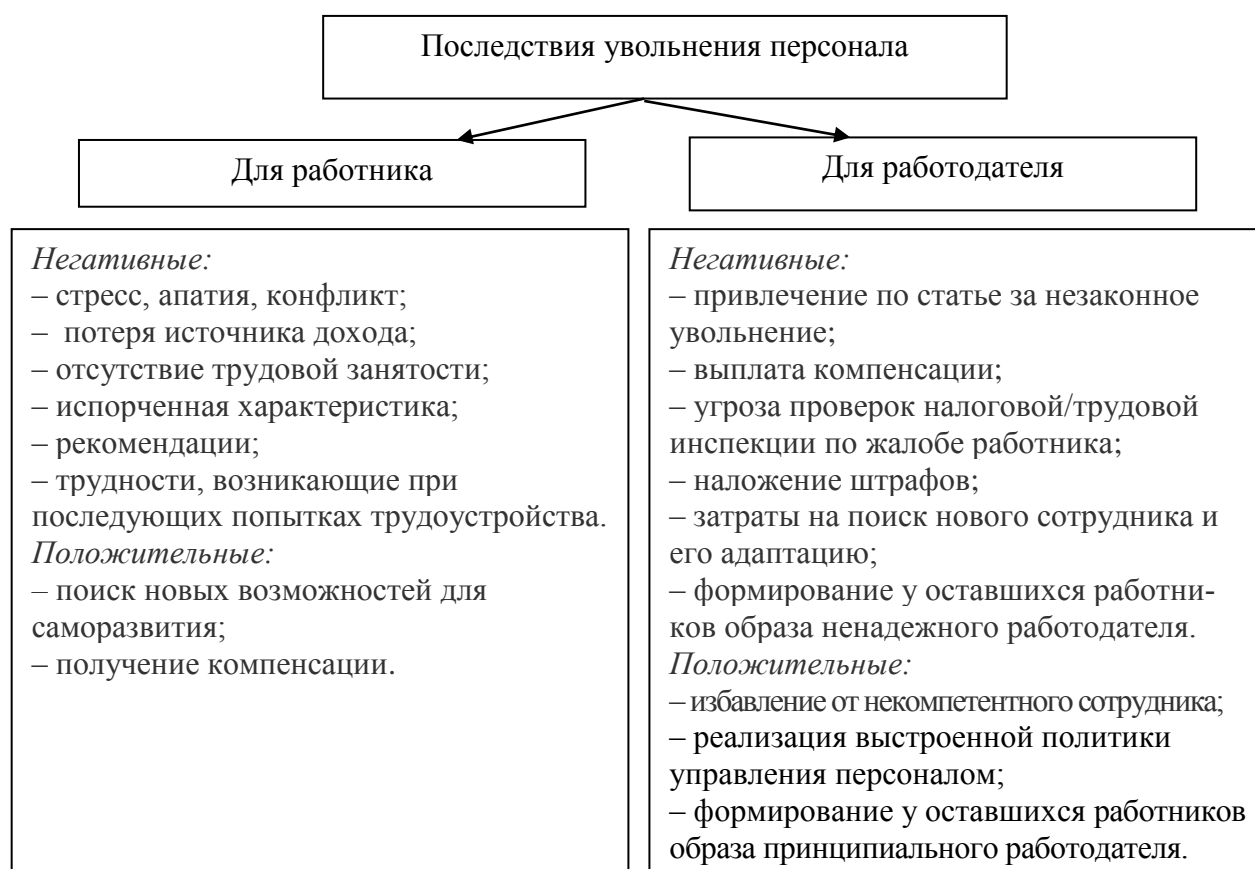 Последствия увольнения персонала
Для работника
Для работодателя
Негативные:
– стресс, апатия, конфликт;
– потеря источника дохода;
– отсутствие трудовой занятости;
– испорченная характеристика;
– рекомендации;
– трудности, возникающие при
последующих попытках трудоустройства.
Положительные:
– поиск новых возможностей для
саморазвития;
– получение компенсации.
Негативные:
– привлечение по статье за незаконное
увольнение;
– выплата компенсации;
– угроза проверок налоговой/трудовой
инспекции по жалобе работника;
– наложение штрафов;
– затраты на поиск нового сотрудника и
его адаптацию;
– формирование у оставшихся работни-
ков образа ненадежного работодателя.
Положительные:
– избавление от некомпетентного сотрудника;
– реализация выстроенной политики
управления персоналом;
– формирование у оставшихся работников
образа принципиального работодателя.